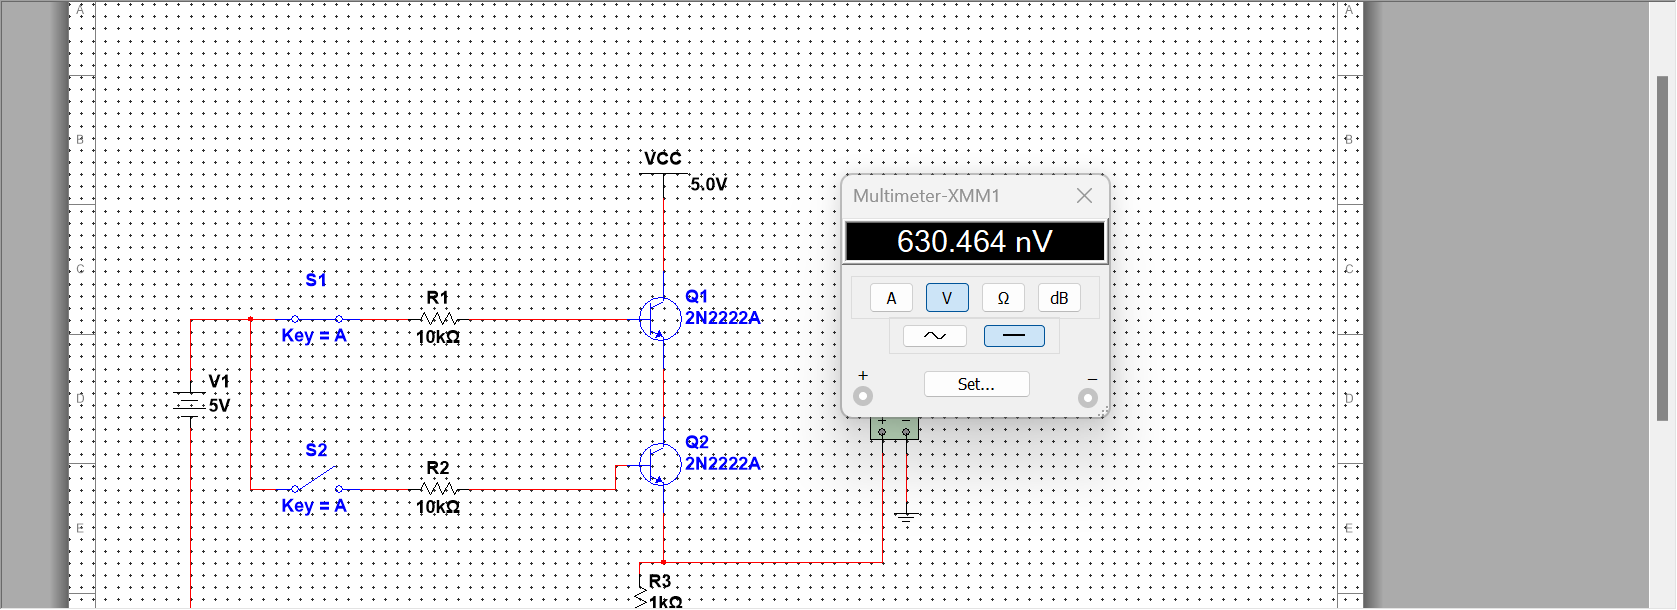 A
A
B
B
VCC
5.0V
Multimeter-XMM1
630.464 nV
C
C
S1
R1
Q1
2N2222A
A
V
Ω
dB
Key = A
10kΩ
V1
5V
+
Set...
–
D
D
+
–
S2
R2
Q2
2N2222A
Key = A
10kΩ
E
E
R3
1kΩ